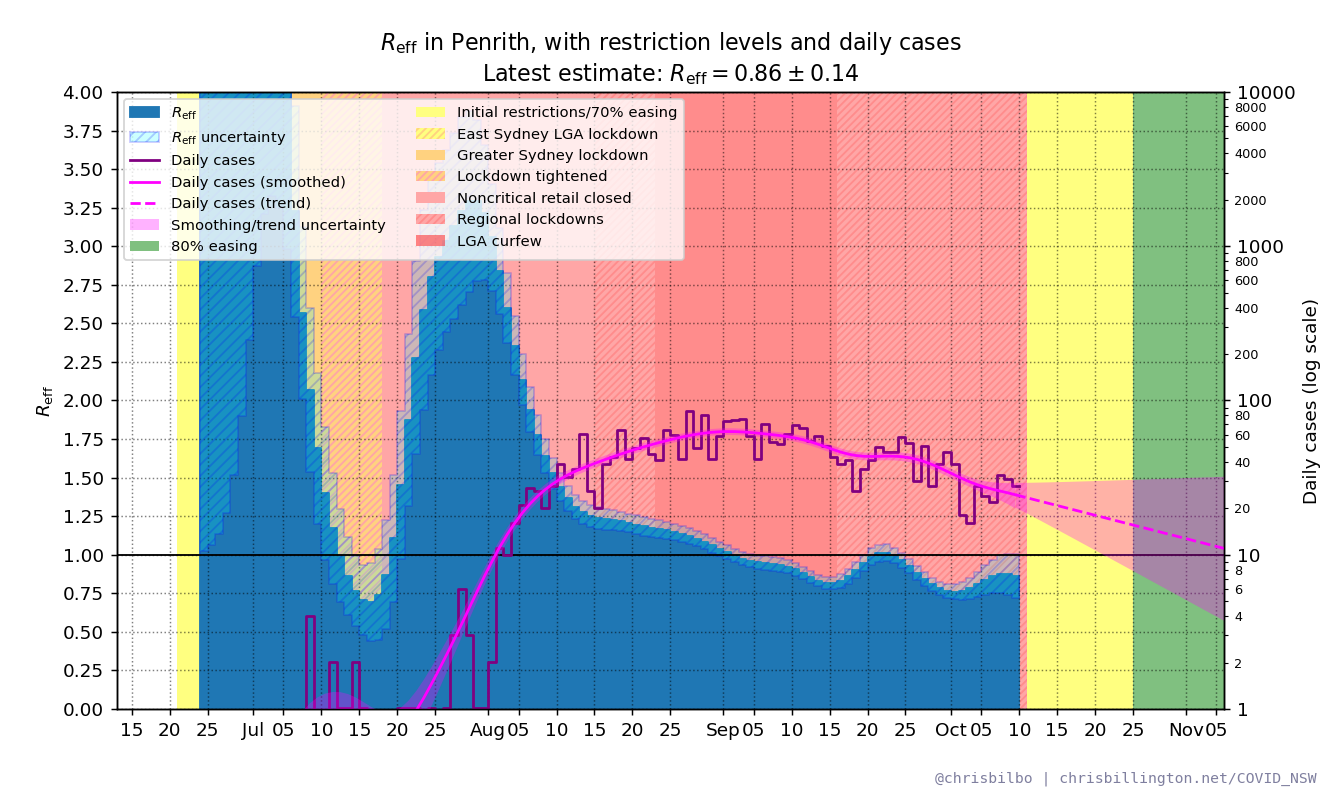 Reff in Penrith, with restriction levels and daily cases
Latest estimate: Reff = 0.86 ± 0.14
4.00
3.75
3.50
3.25
3.00
2.75
2.50
2.25
2.00
1.75
1.50
1.25
1.00
0.75
0.50
0.25
0.00
Reff
Reff
Reff uncertainty
Daily cases
Daily cases (smoothed)
Daily cases (trend)
Smoothing/trend uncertainty
80% easing
Initial restrictions/70% easing
East Sydney LGA lockdown
Greater Sydney lockdown
Lockdown tightened
Noncritical retail closed
Regional lockdowns
LGA curfew
10000
8000
6000
4000
2000
1000
800
600
400
200
100
80
60
40
20
10
8
6
4
2
1
Daily cases (log scale)
15 20 25 Jul 05 10 15 20 25 Aug 05 10 15 20 25 Sep 05 10 15 20 25 Oct 05 10 15 20 25 Nov 05
@chrisbilbo | chrisbillington.net/COVID_NSW